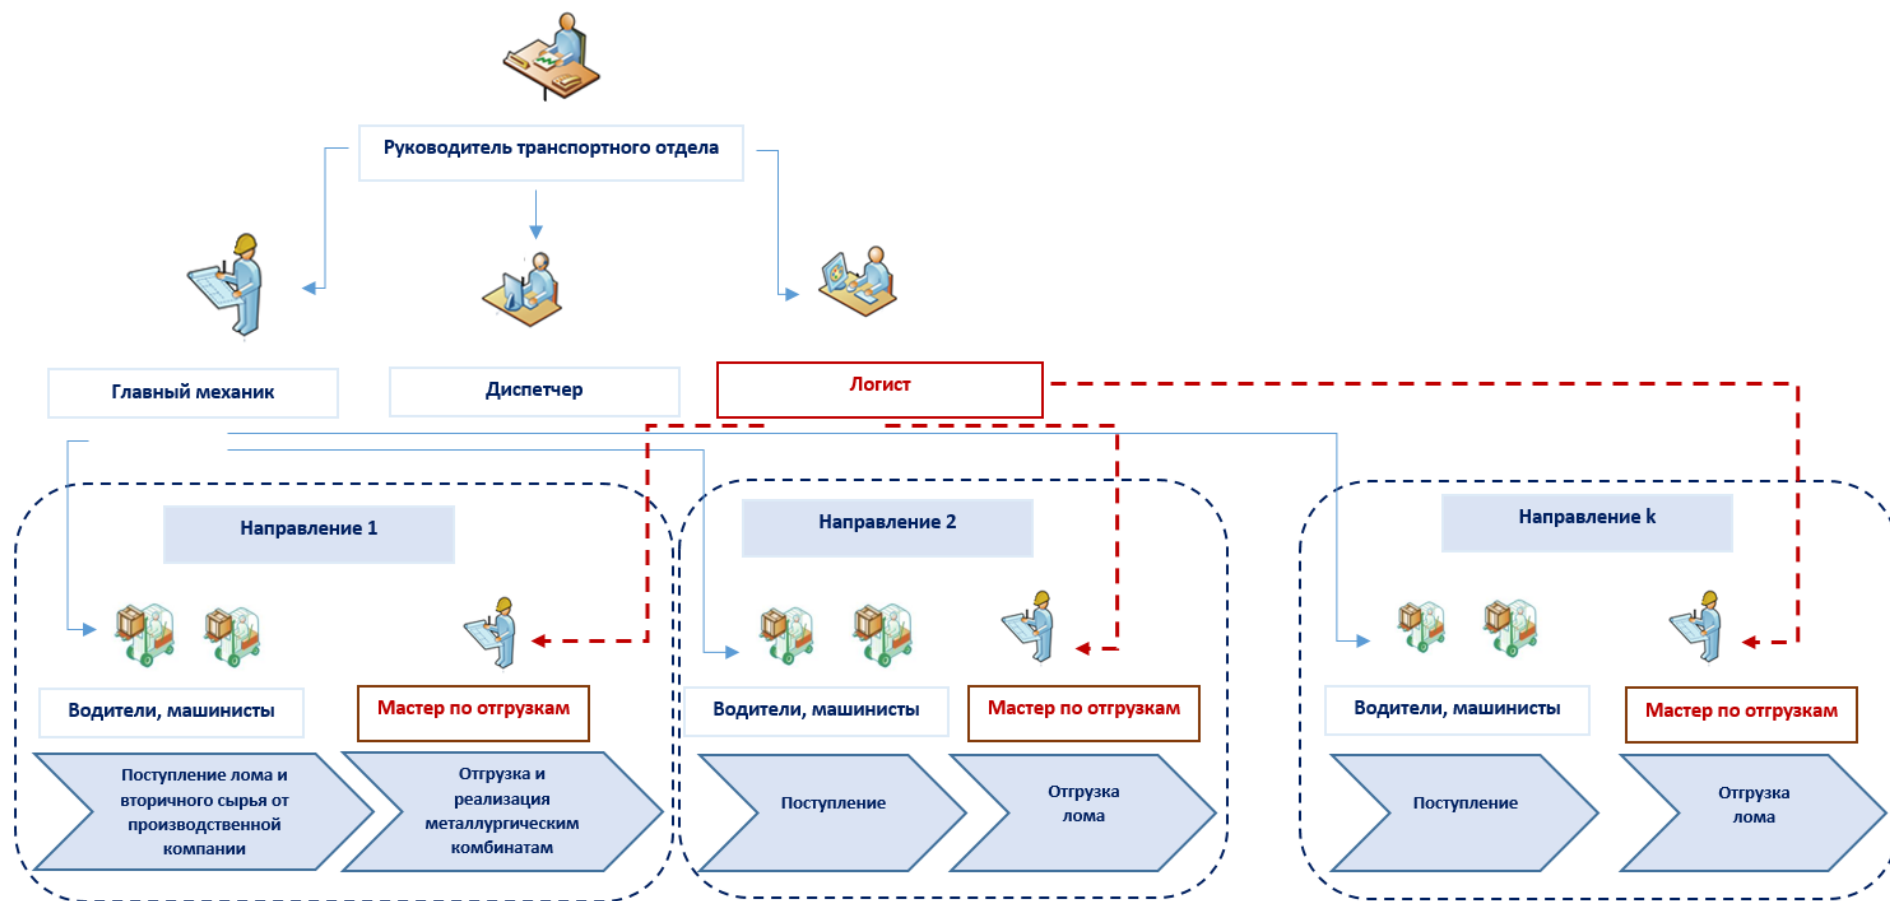 Руководитель транспортного отдела
Главный механик
Диспетчер
Логист
Направление 1
Направление 2
Направление k
Водители, машинисты
Мастер по отгрузкам
Водители, машинисты
Мастер по отгрузкам
Водители, машинисты
Мастер по отгрузкам
Поступление лома и
вторичного сырья от
производственной
компании
Отгрузка и
реализация
металлургическим
комбинатам
Поступление
Отгрузка
лома
Поступление
Отгрузка
лома